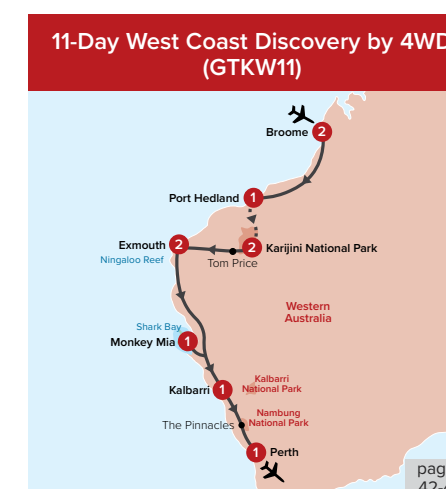 11-Day West Coast Discovery by 4WD
(GTKW11)
Broome 2
Port Hedland 1
Exmouth 2
2 Karijini National Park
Ningaloo Reef
Tom Price
Western
Australia
Shark Bay
Monkey Mia 1
Kalbarri 1
Kalbarri
National Park
The Pinnacles
Nambung
National Park
1 Perth